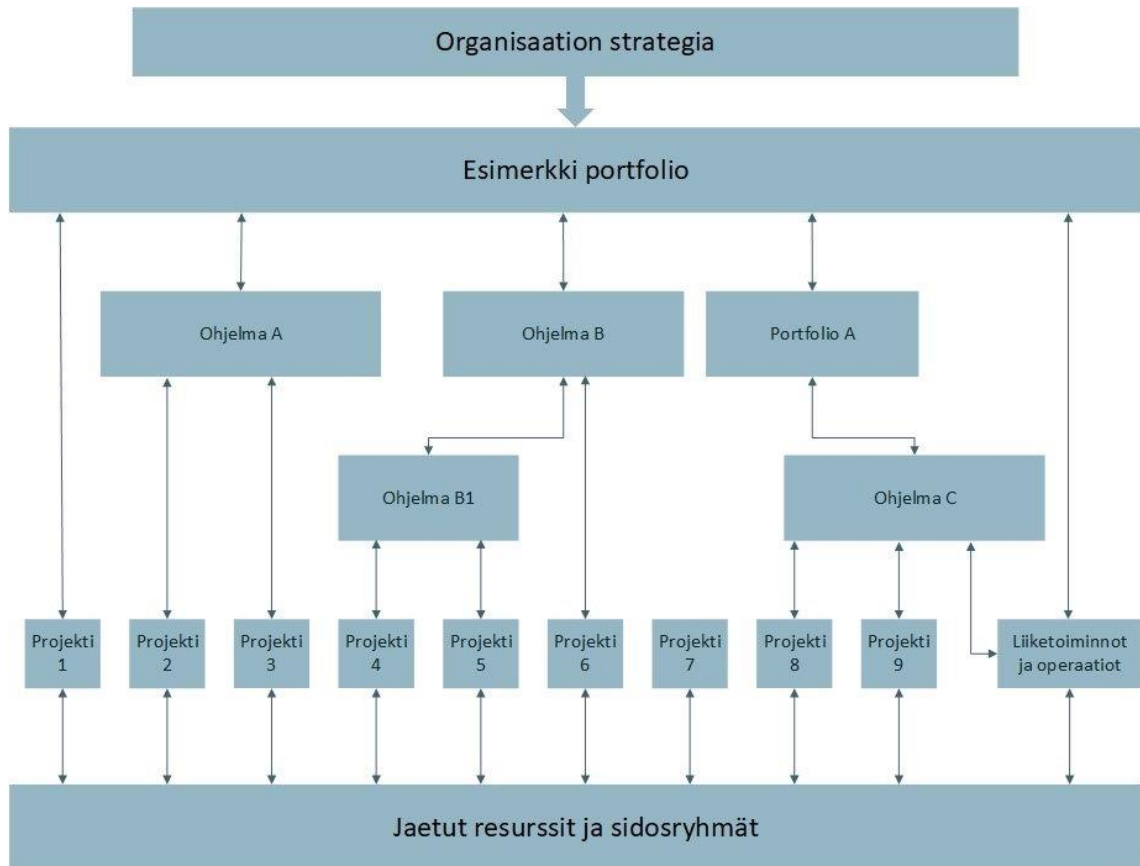 Organisaation strategia
Esimerkki portfolio
Ohjelma A
Ohjelma B
Portfolio A
Ohjelma B1
Ohjelma C
Projekti
1
Projekti
2
Projekti
3
Projekti
4
Projekti
5
Projekti
6
Projekti
7
Projekti
8
Projekti
9
Liiketoiminnot
ja operaatiot
Jaetut resurssit ja sidosryhmät